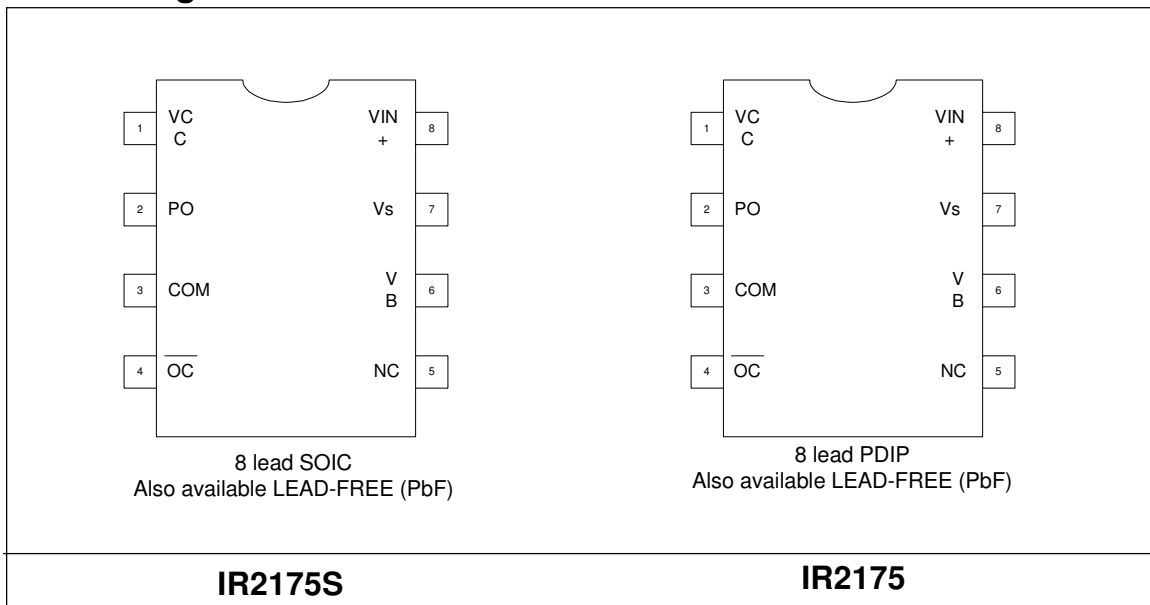 1 VC C VIN + 8
2 PO Vs 7
3 COM V B 6
4 OC NC 5
8 lead SOIC
Also available LEAD-FREE (PbF)
IR2175S
1 VC C VIN + 8
2 PO Vs 7
3 COM V B 6
4 OC NC 5
8 lead PDIP
Also available LEAD-FREE (PbF)
IR2175